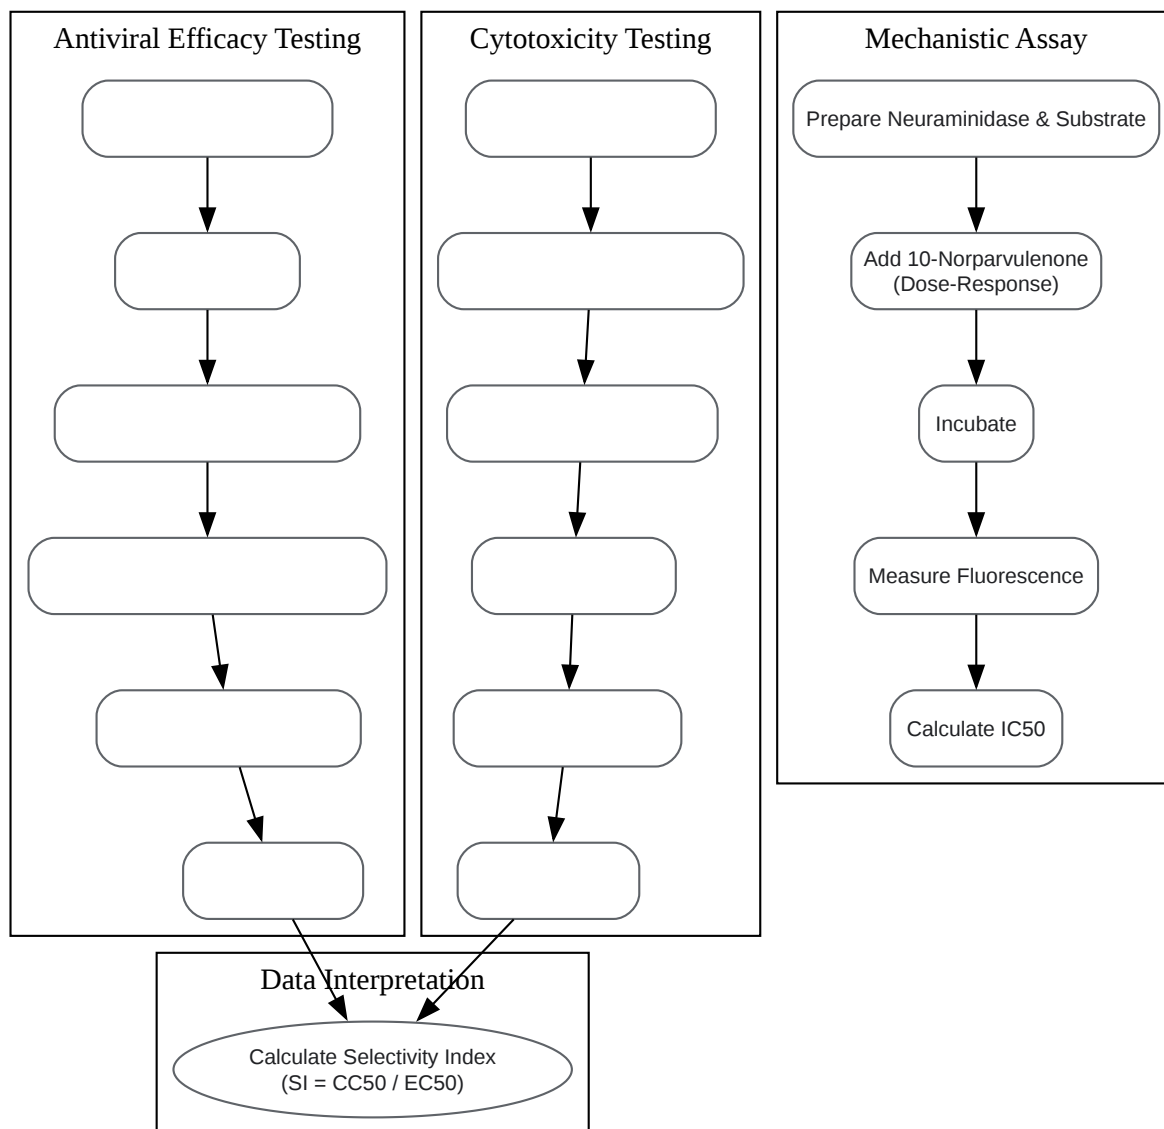 Antiviral Efficacy Testing
Cytotoxicity Testing
Mechanistic Assay
Prepare Neuraminidase & Substrate
Add 10-Norparvulenone
(Dose-Response)
Incubate
Measure Fluorescence
Calculate IC50
Data Interpretation
Calculate Selectivity Index
(SI = CC50 / EC50)